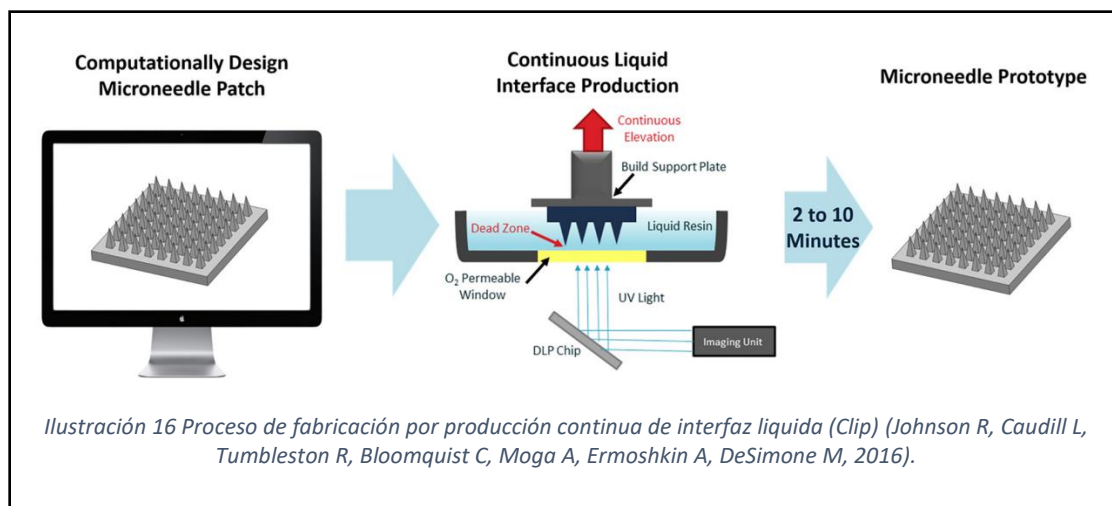 Computationally Design
Microneedle Patch
Continuous Liquid
Interface Production
Continuous
Elevation
Build Support Plate
Dead Zone
Liquid Resin
O₂ Permeable
Window
UV Light
DLP Chip
Imaging Unit
2 to 10
Minutes
Microneedle Prototype
Ilustración 16 Proceso de fabricación por producción continua de interfaz liquida (Clip) (Johnson R, Caudill L,
Tumbleston R, Bloomquist C, Moga A, Ermoshkin A, DeSimone M, 2016).